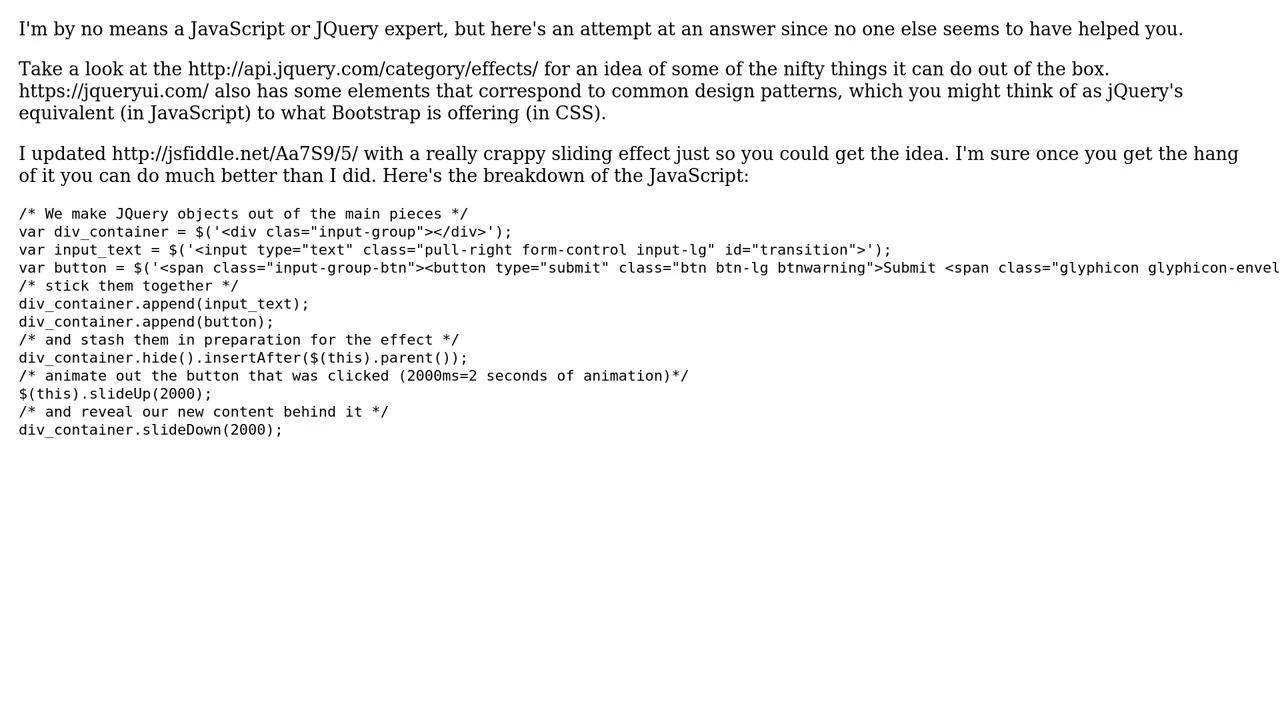 I'm by no means a JavaScript or JQuery expert, but here's an attempt at an answer since no one else seems to have helped you.
Take a look at the http://api.jquery.com/category/effects/ for an idea of some of the nifty things it can do out of the box.
https://jqueryui.com/ also has some elements that correspond to common design patterns, which you might think of as jQuery's
equivalent (in JavaScript) to what Bootstrap is offering (in CSS).
I updated http://jsfiddle.net/Aa7S9/5/ with a really crappy sliding effect just so you could get the idea. I'm sure once you get the hang
of it you can do much better than I did. Here's the breakdown of the JavaScript:
/* We make JQuery objects out of the main pieces */
var div_container = $('<div clas="input-group"></div>');
var input_text = $('<input type="text" class="pull-right form-control input-lg" id="transition">');
var button = $('<span class="input-group-btn"><button type="submit" class="btn btn-lg btnwarning">Submit <span class="glyphicon glyphicon-envel
/* stick them together */
div_container.append(input_text);
div_container.append(button);
/* and stash them in preparation for the effect */
div_container.hide().insertAfter($(this).parent());
/* animate out the button that was clicked (2000ms=2 seconds of animation)*/
$(this).slideUp(2000);
/* and reveal our new content behind it */
div_container.slideDown(2000);